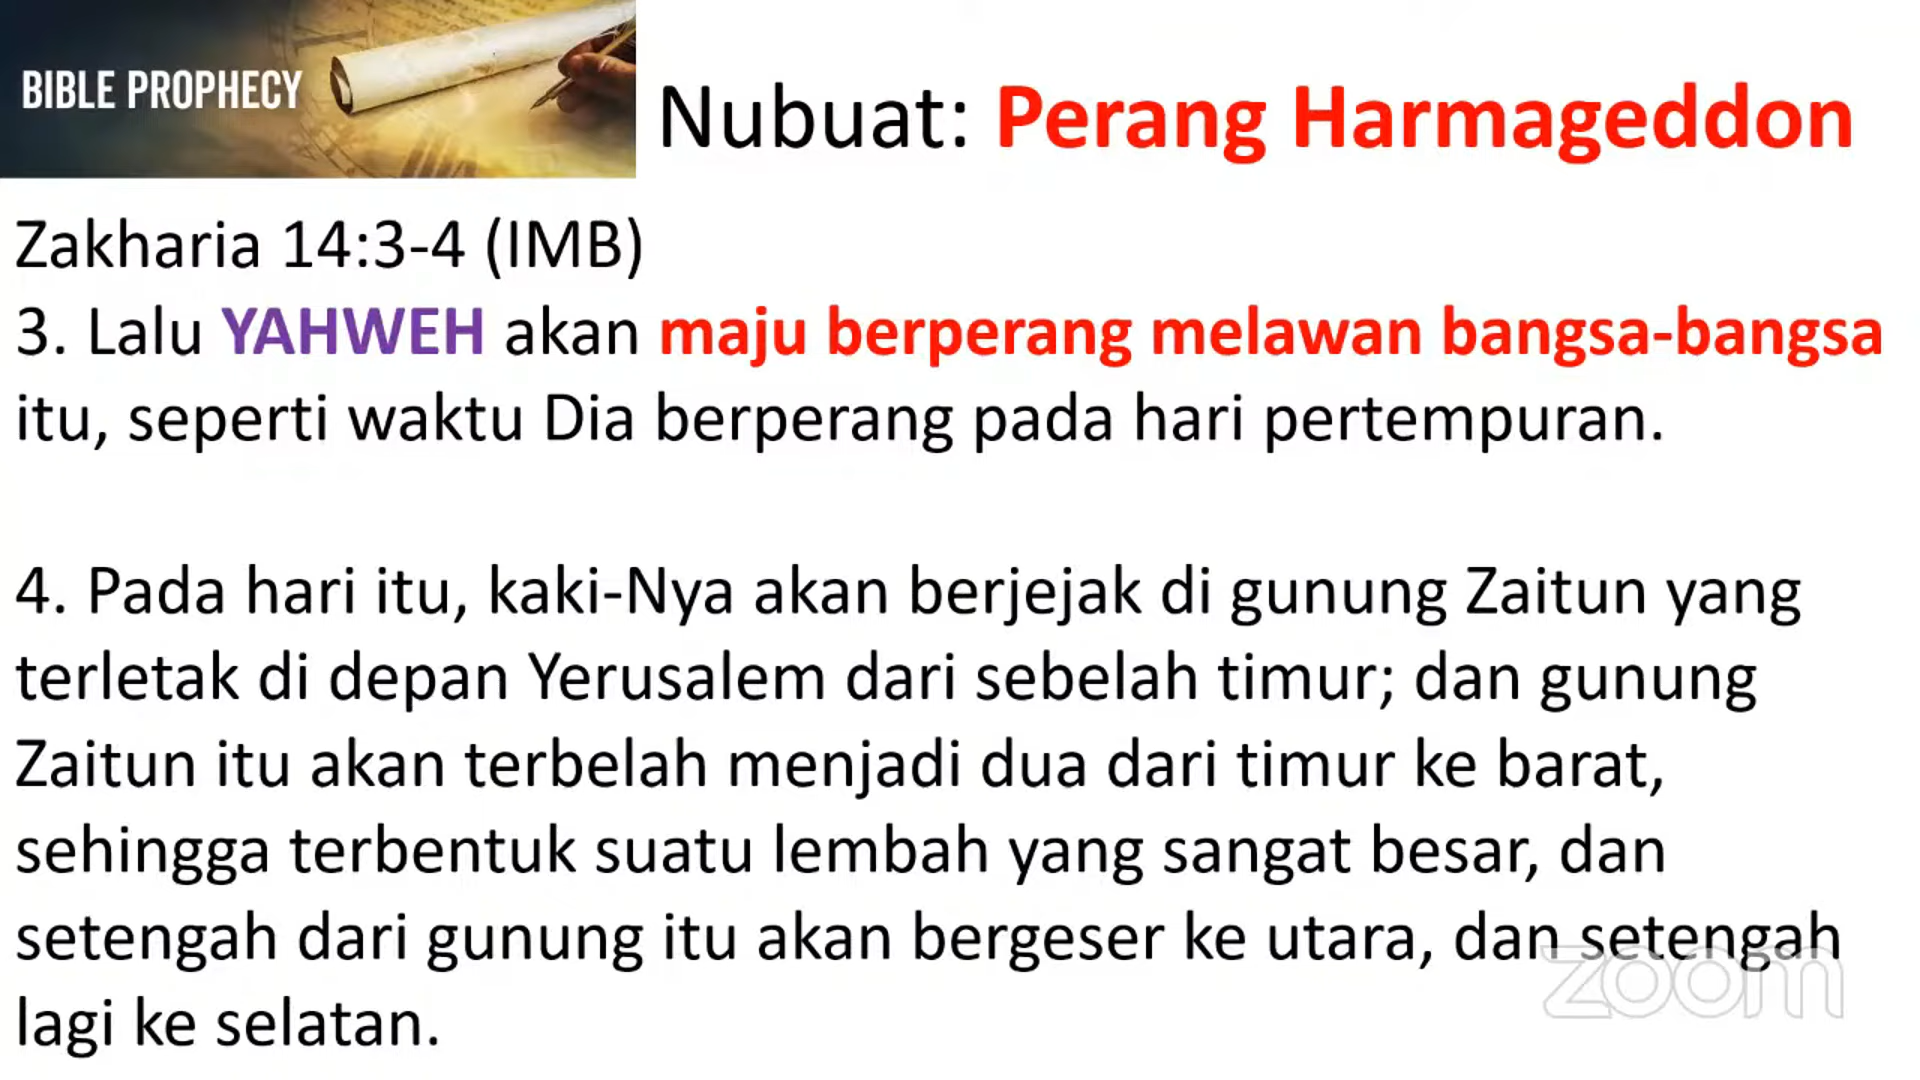 BIBLE PROPHECY
Nubuat: Perang Harmageddon
Zakharia 14:3-4 (IMB)
3. Lalu YAHWEH akan maju berperang melawan bangsa-bangsa
itu, seperti waktu Dia berperang pada hari pertempuran.
4. Pada hari itu, kaki-Nya akan berjejak di gunung Zaitun yang
terletak di depan Yerusalem dari sebelah timur; dan gunung
Zaitun itu akan terbelah menjadi dua dari timur ke barat,
sehingga terbentuk suatu lembah yang sangat besar, dan
setengah dari gunung itu akan bergeser ke utara, dan setengah
lagi ke selatan.
zoom